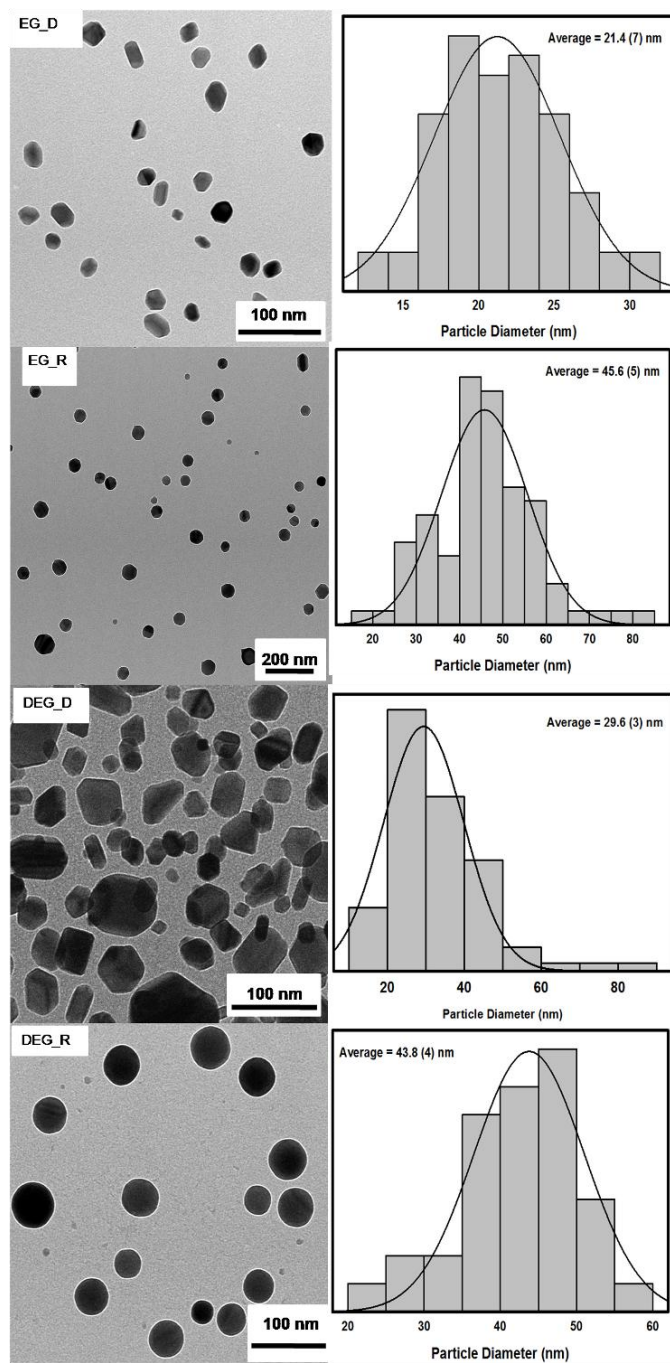 EG_D
100 nm
Average = 21.4 (7) nm
15 20 25 30
Particle Diameter (nm)
EG_R
200 nm
Average = 45.6 (5) nm
20 30 40 50 60 70 80
Particle Diameter (nm)
DEG_D
100 nm
Average = 29.6 (3) nm
20 40 60 80
Particle Diameter (nm)
DEG_R
100 nm
Average = 43.8 (4) nm
20 30 40 50 60
Particle Diameter (nm)